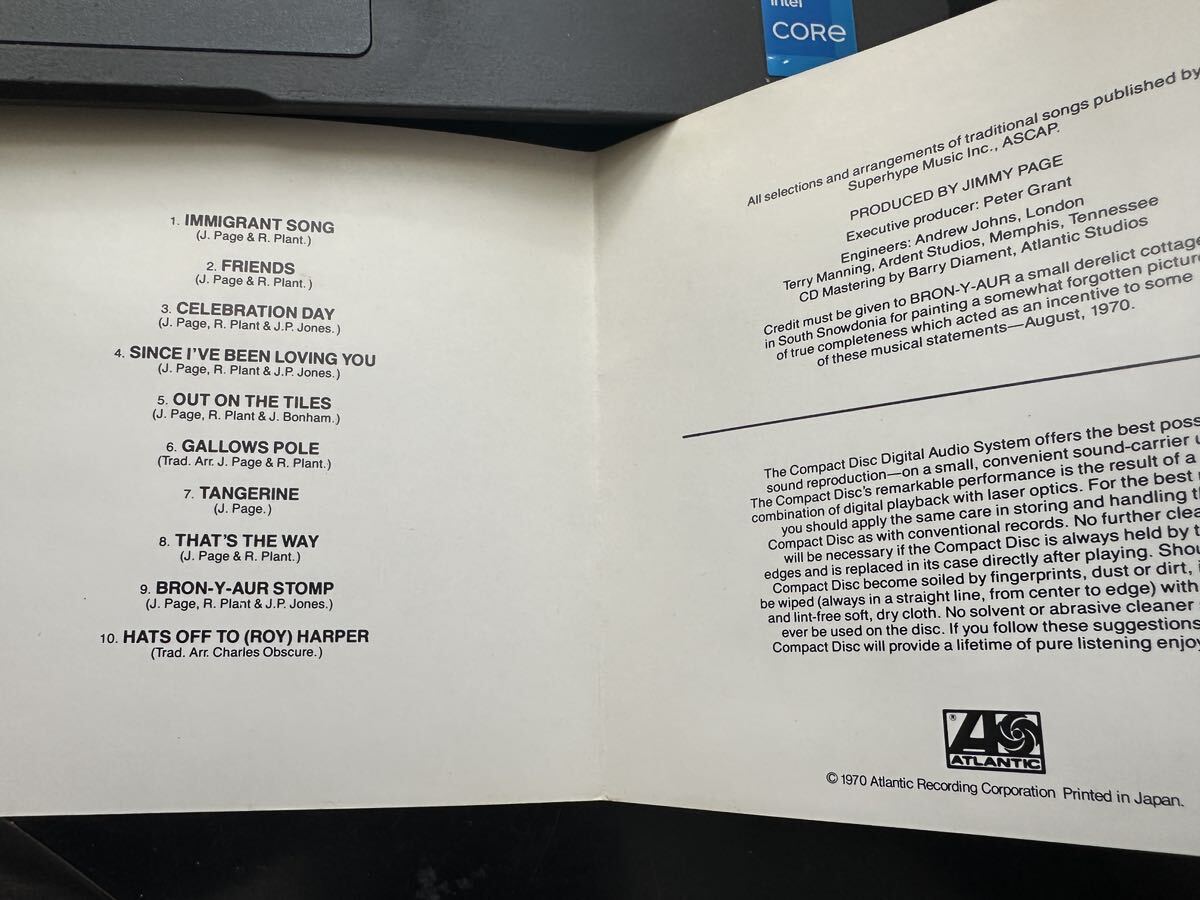 intel
CORE
1. IMMIGRANT SONG
(J. Page & R. Plant.)
2. FRIENDS
(J. Page & R. Plant.)
3. CELEBRATION DAY
(J. Page, R. Plant & J.P. Jones.)
4. SINCE I'VE BEEN LOVING YOU
(J. Page, R. Plant & J.P. Jones.)
5. OUT ON THE TILES
(J. Page, R. Plant & J. Bonham.)
6. GALLOWS POLE
(Trad. Arr. J. Page & R. Plant.)
7. TANGERINE
(J. Page.)
8. THAT'S THE WAY
(J. Page & R. Plant.)
9. BRON-Y-AUR STOMP
(J. Page, R. Plant & J.P. Jones.)
10. HATS OFF TO (ROY) HARPER
(Trad. Arr. Charles Obscure.)
All selections and arrangements of traditional songs published by
Superhype Music Inc., ASCAP.
PRODUCED BY JIMMY PAGE
Executive producer: Peter Grant
Engineers: Andrew Johns, London
Terry Manning, Ardent Studios, Memphis, Tennessee
CD Mastering by Barry Diament, Atlantic Studios
Credit must be given to BRON-Y-AUR a small derelict cottage
in South Snowdonia for painting a somewhat forgotten picture
of true completeness which acted as an incentive to some
of these musical statements—August, 1970.
The Compact Disc Digital Audio System offers the best
sound reproduction—on a small, convenient sound-carrier
The Compact Disc's remarkable performance is the result of a
combination of digital playback with laser optics. For the best
you should apply the same care in storing and handling
Compact Disc as with conventional records. No further
will be necessary if the Compact Disc is always held by
edges and is replaced in its case directly after playing.
Compact Disc become soiled by fingerprints, dust or dirt,
be wiped (always in a straight line, from center to edge) with
and lint-free soft, dry cloth. No solvent or abrasive cleaner
ever be used on the disc. If you follow these suggestions
Compact Disc will provide a lifetime of pure listening
® ATLANTIC
© 1970 Atlantic Recording Corporation Printed in Japan.